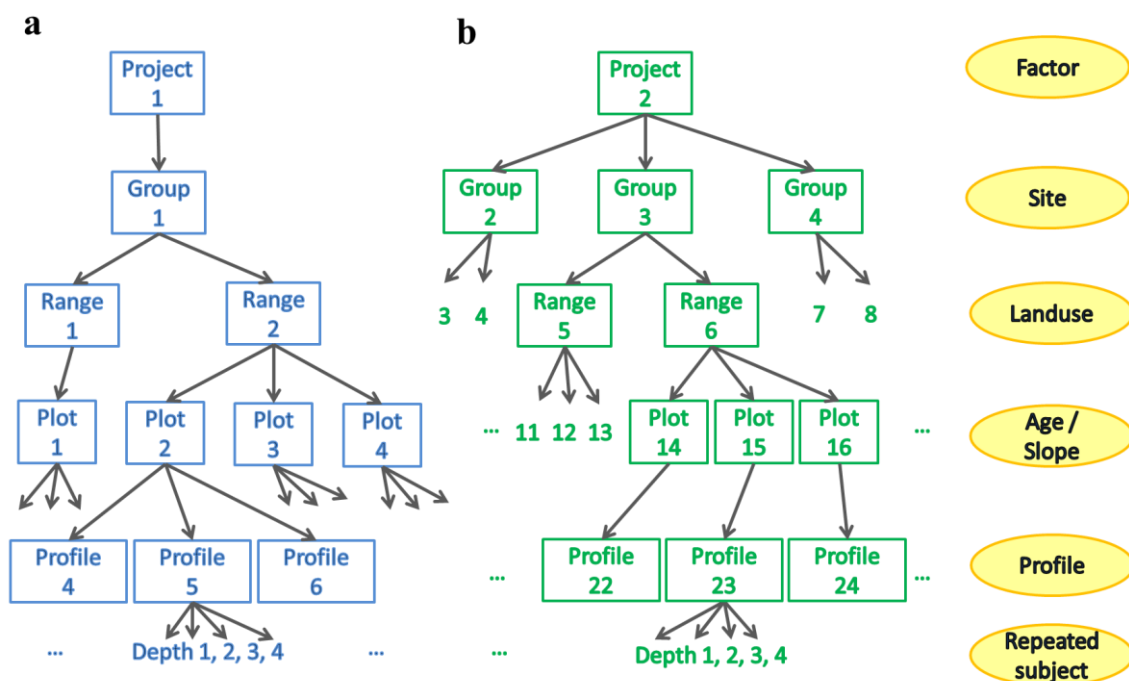 a
b
Project
1
Project
2
Factor
Group
1
Group
2
Group
3
Group
4
Site
Range
1
Range
2
3 4
Range
5
Range
6
7 8
Landuse
Plot
1
Plot
2
Plot
3
Plot
4
... 11 12 13
Plot
14
Plot
15
Plot
16
...
Age /
Slope
Profile
4
Profile
5
Profile
6
...
Profile
22
Profile
23
Profile
24
...
Profile
... Depth 1, 2, 3, 4 ...
... Depth 1, 2, 3, 4
Repeated
subject